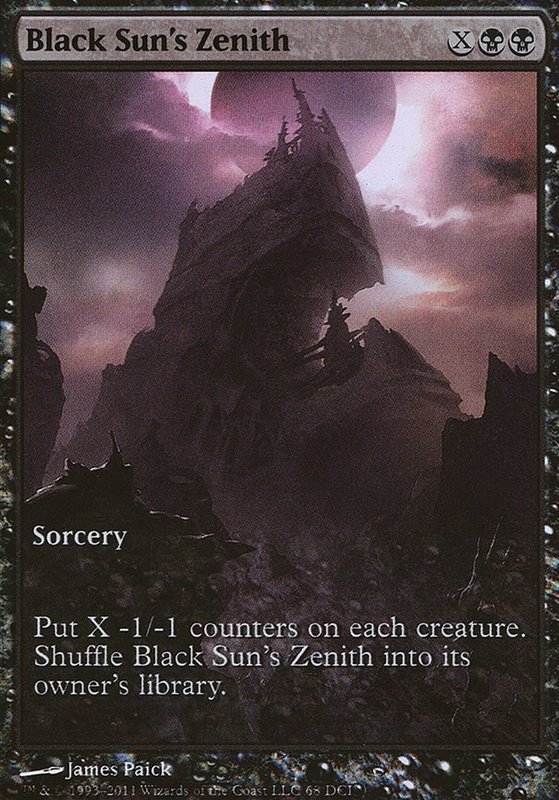 Black Sun's Zenith
X
Sorcery
Put X -1/-1 counters on each creature.
Shuffle Black Sun's Zenith into its
owner's library.
James Paick
™ & © 1993-2011 Wizards of the Coast LLC 68 DCI